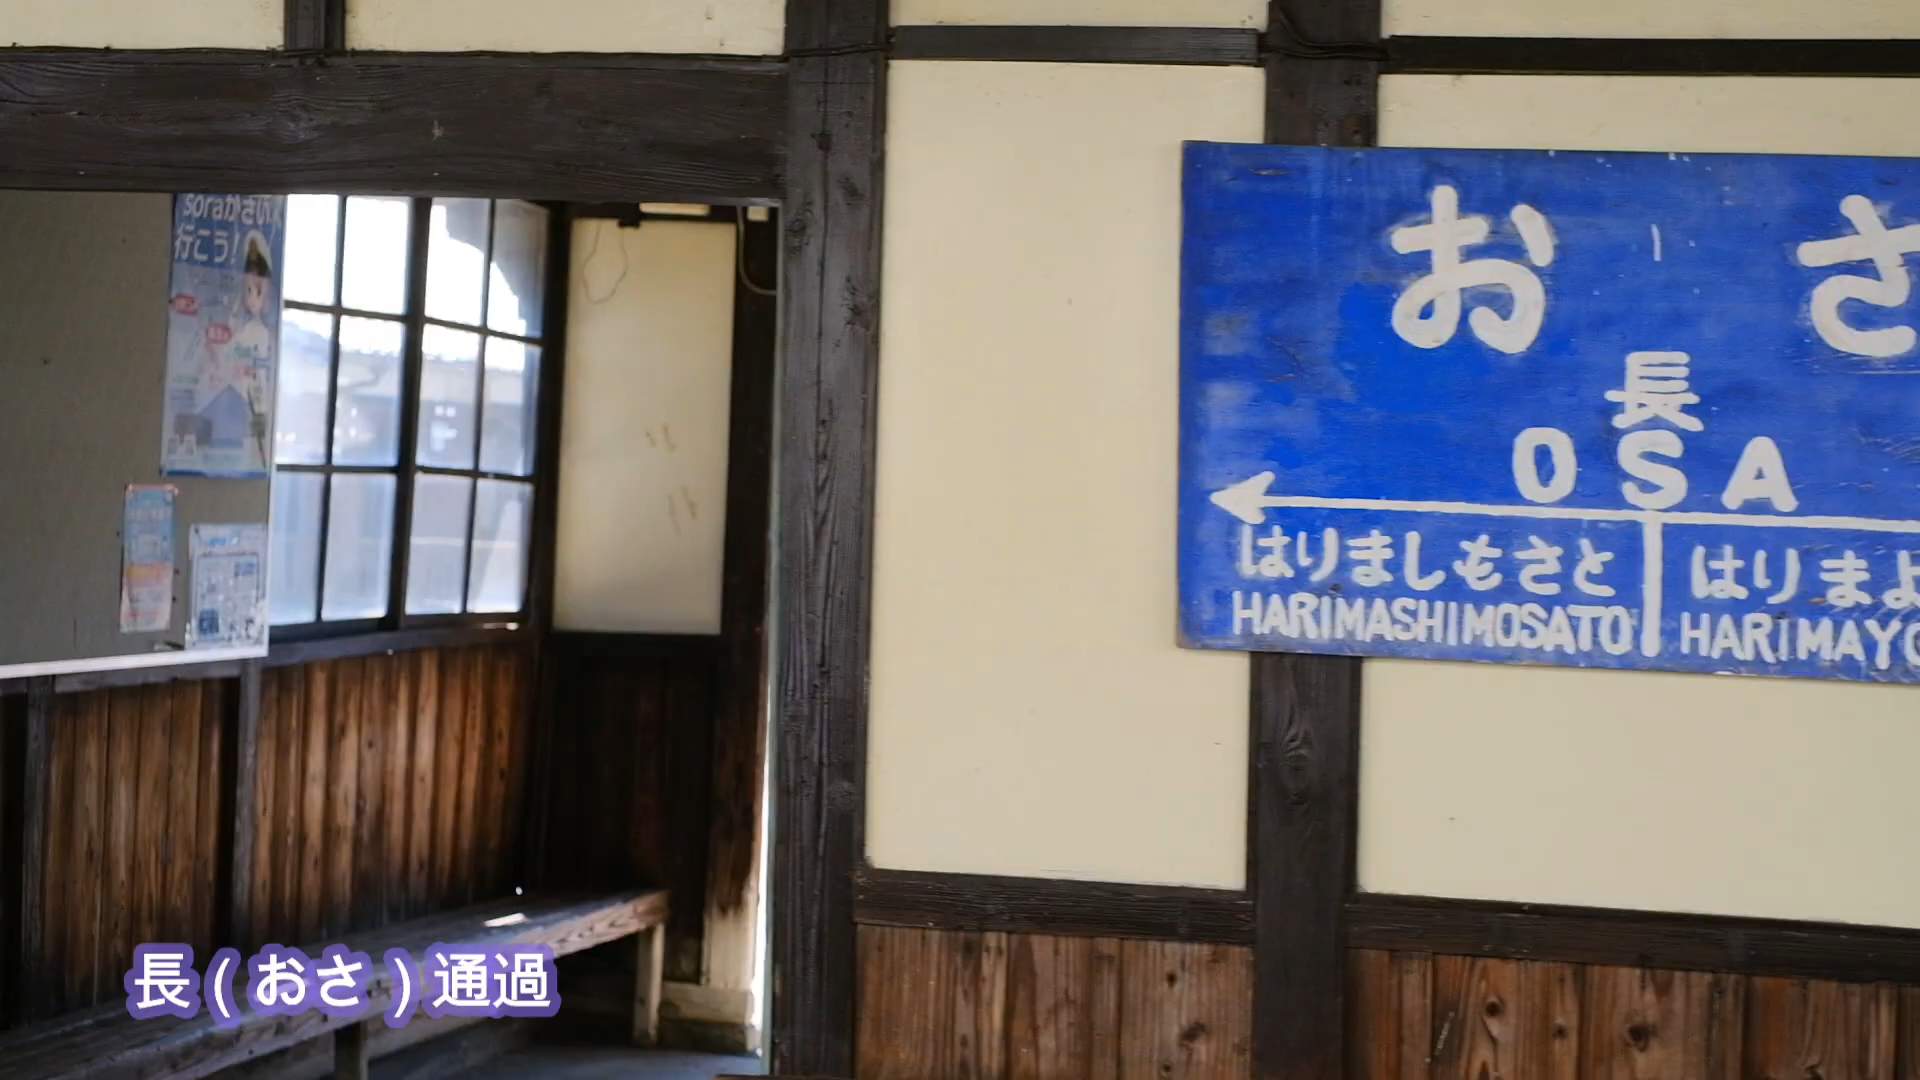 soraかさい
行こう!
おさ
長
OSA
はりましもさと
HARIMASHIMOSATO
はりまよ
HARIMAYO
長(おさ)通過